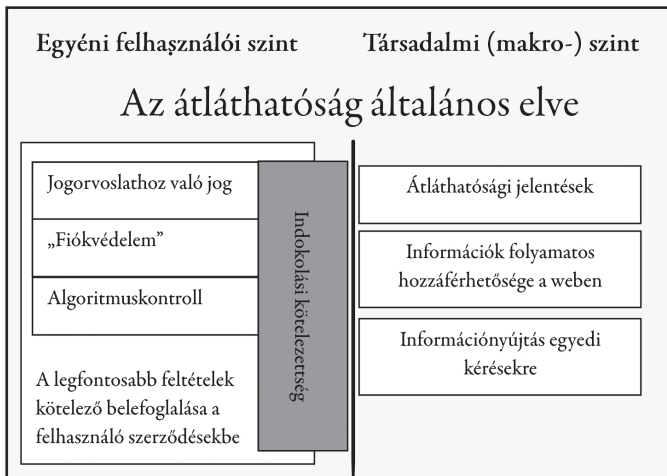 Egyéni felhasználói szint
Társadalmi (makro-) szint
Az átláthatóság általános elve
Jogorvoslathoz való jog
„Fiókvédelem”
Algoritmuskontroll
A legfontosabb feltételek
kötelező belefoglalása a
felhasználó szerződésekbe
Indokolási kötelezettség
Átláthatósági jelentések
Információk folyamatos
hozzáférhetősége a weben
Információnyújtás egyedi
kérésekre